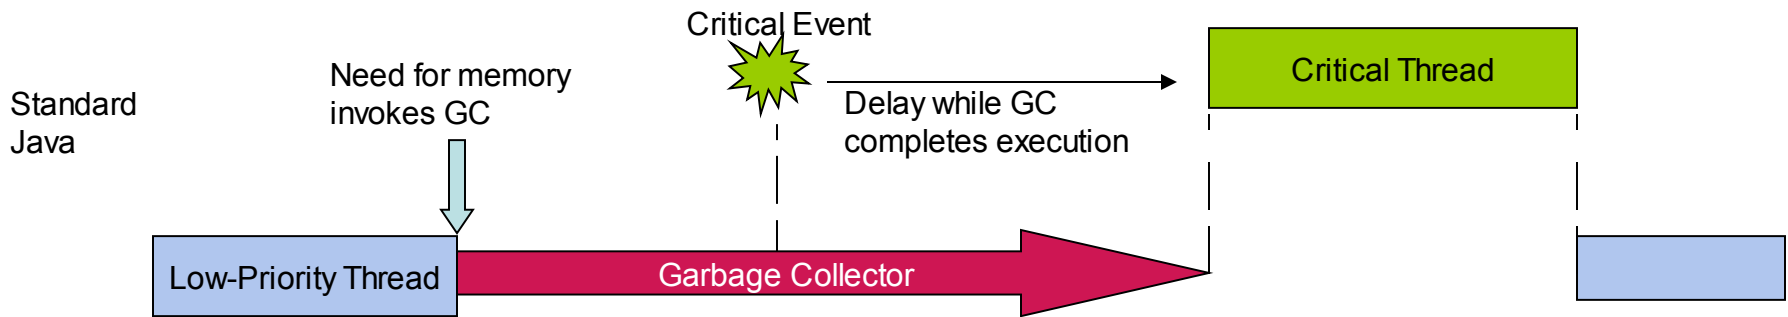 Critical Event
Need for memory
invokes GC
Standard
Java
Delay while GC
completes execution
Critical Thread
Low-Priority Thread
Garbage Collector